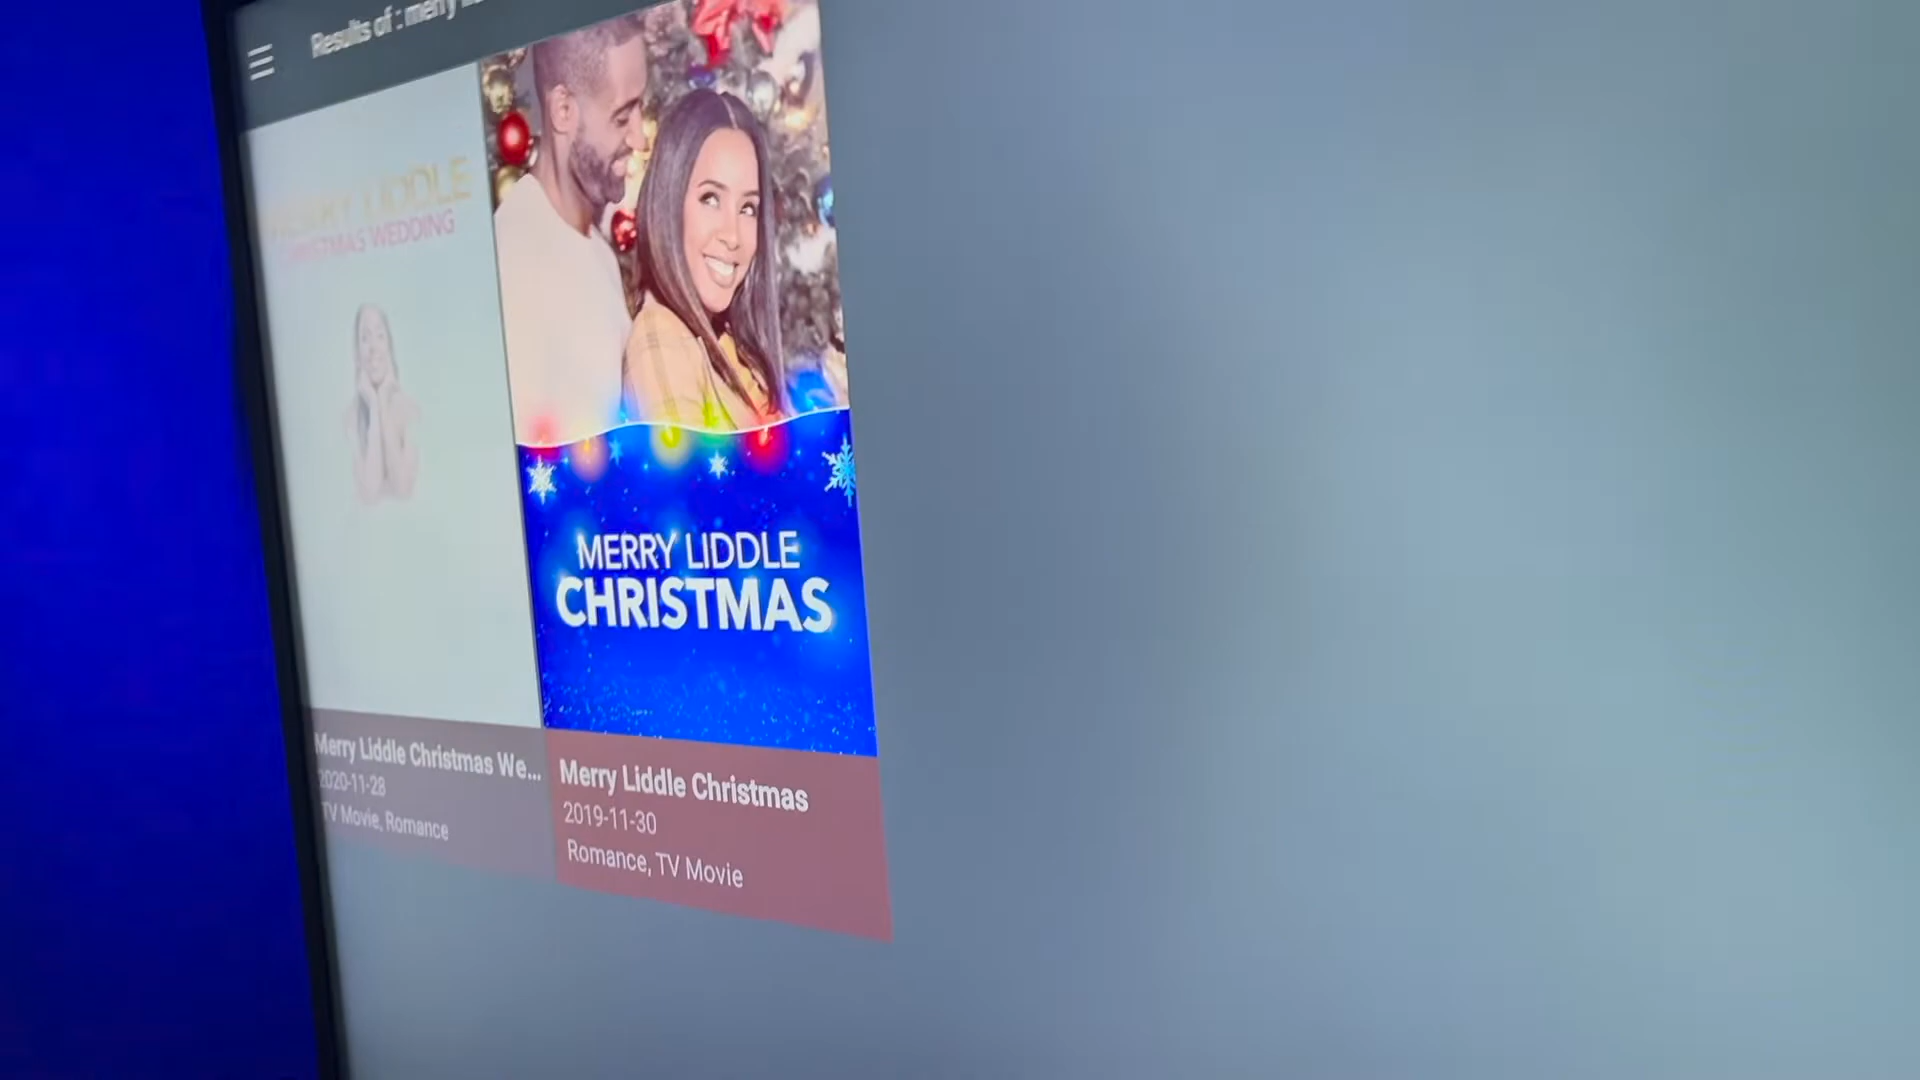 Results of : merry
MERRY LIDDLE
CHRISTMAS WEDDING
MERRY LIDDLE
CHRISTMAS
Merry Liddle Christmas We...
2020-11-28
TV Movie, Romance
Merry Liddle Christmas
2019-11-30
Romance, TV Movie